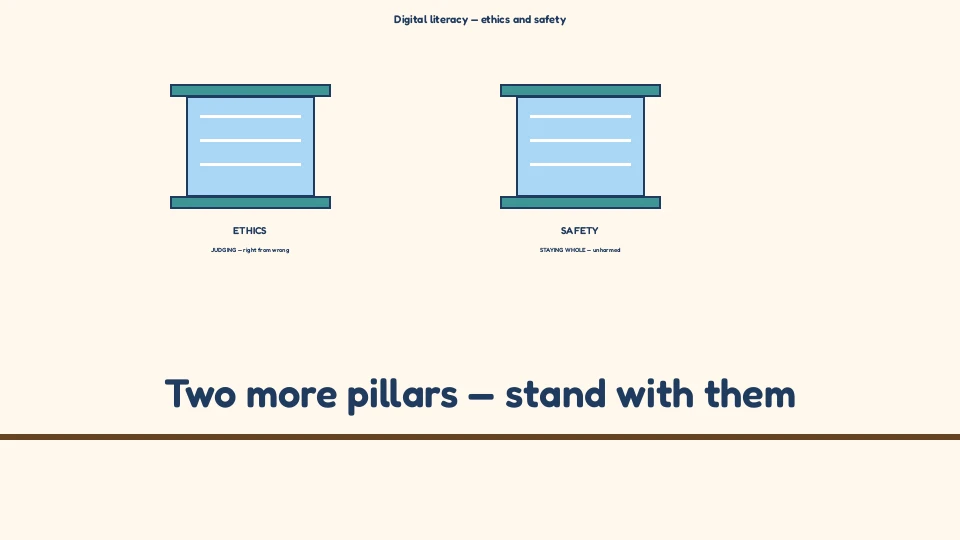 Digital literacy — ethics and safety
ETHICS
JUDGING — right from wrong
SAFETY
STAYING WHOLE — unharmed
Two more pillars — stand with them